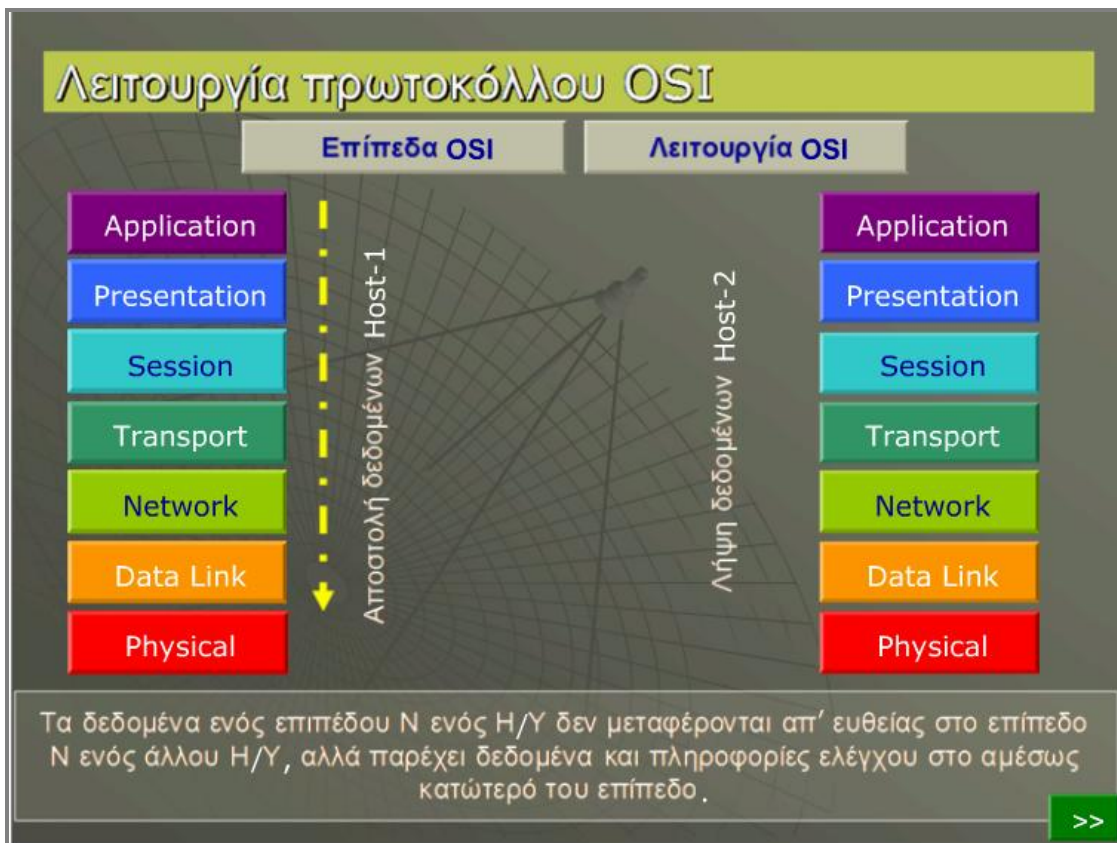 Λειτουργία πρωτοκόλλου OSI
Επίπεδα OSI
Λειτουργία OSI
Application
Presentation
Session
Transport
Network
Data Link
Physical
Αποστολή δεδομένων Host-1
Λήψη δεδομένων Host-2
Application
Presentation
Session
Transport
Network
Data Link
Physical
Τα δεδομένα ενός επιπέδου Ν ενός Η/Υ δεν μεταφέρονται απ’ ευθείας στο επίπεδο
Ν ενός άλλου Η/Υ, αλλά παρέχει δεδομένα και πληροφορίες ελέγχου στο αμέσως
κατώτερό του επίπεδο.
>>